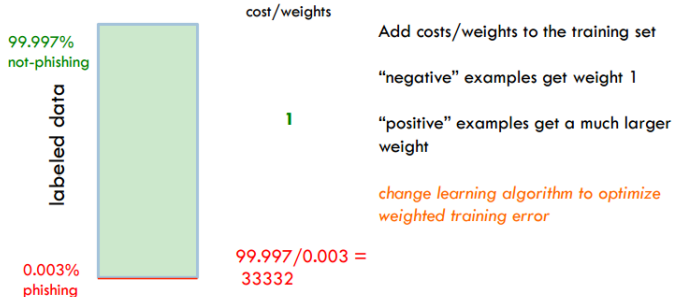 cost/weights
99.997%
not-phishing
labeled data
1
0.003%
phishing
99.997/0.003 =
33332
Add costs/weights to the training set
“negative” examples get weight 1
“positive” examples get a much larger
weight
change learning algorithm to optimize
weighted training error